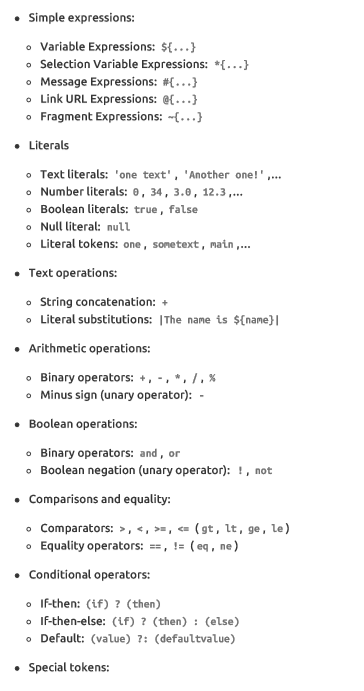 • Simple expressions:
◦ Variable Expressions: ${...}
◦ Selection Variable Expressions: *{...}
◦ Message Expressions: #{...}
◦ Link URL Expressions: @{...}
◦ Fragment Expressions: ~{...}
• Literals
◦ Text literals: 'one text', 'Another one!',...
◦ Number literals: 0, 34, 3.0, 12.3,...
◦ Boolean literals: true, false
◦ Null literal: null
◦ Literal tokens: one, sometext, main,...
• Text operations:
◦ String concatenation: +
◦ Literal substitutions: |The name is ${name}|
• Arithmetic operations:
◦ Binary operators: +, -, *, /, %
◦ Minus sign (unary operator): -
• Boolean operations:
◦ Binary operators: and, or
◦ Boolean negation (unary operator): !, not
• Comparisons and equality:
◦ Comparators: >, <, >=, <= (gt, lt, ge, le)
◦ Equality operators: ==, != (eq, ne)
• Conditional operators:
◦ If-then: (if) ? (then)
◦ If-then-else: (if) ? (then) : (else)
◦ Default: (value) ?: (defaultvalue)
• Special tokens: